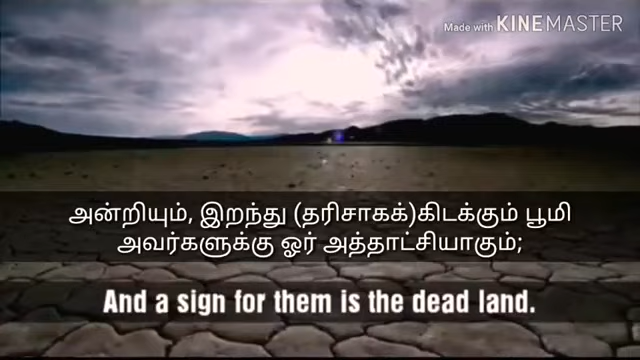 Made with KINEMASTER
அன்றியும், இறந்து (தரிசாகக்)கிடக்கும் பூமி
அவர்களுக்கு ஓர் அத்தாட்சியாகும்;
And a sign for them is the dead land.